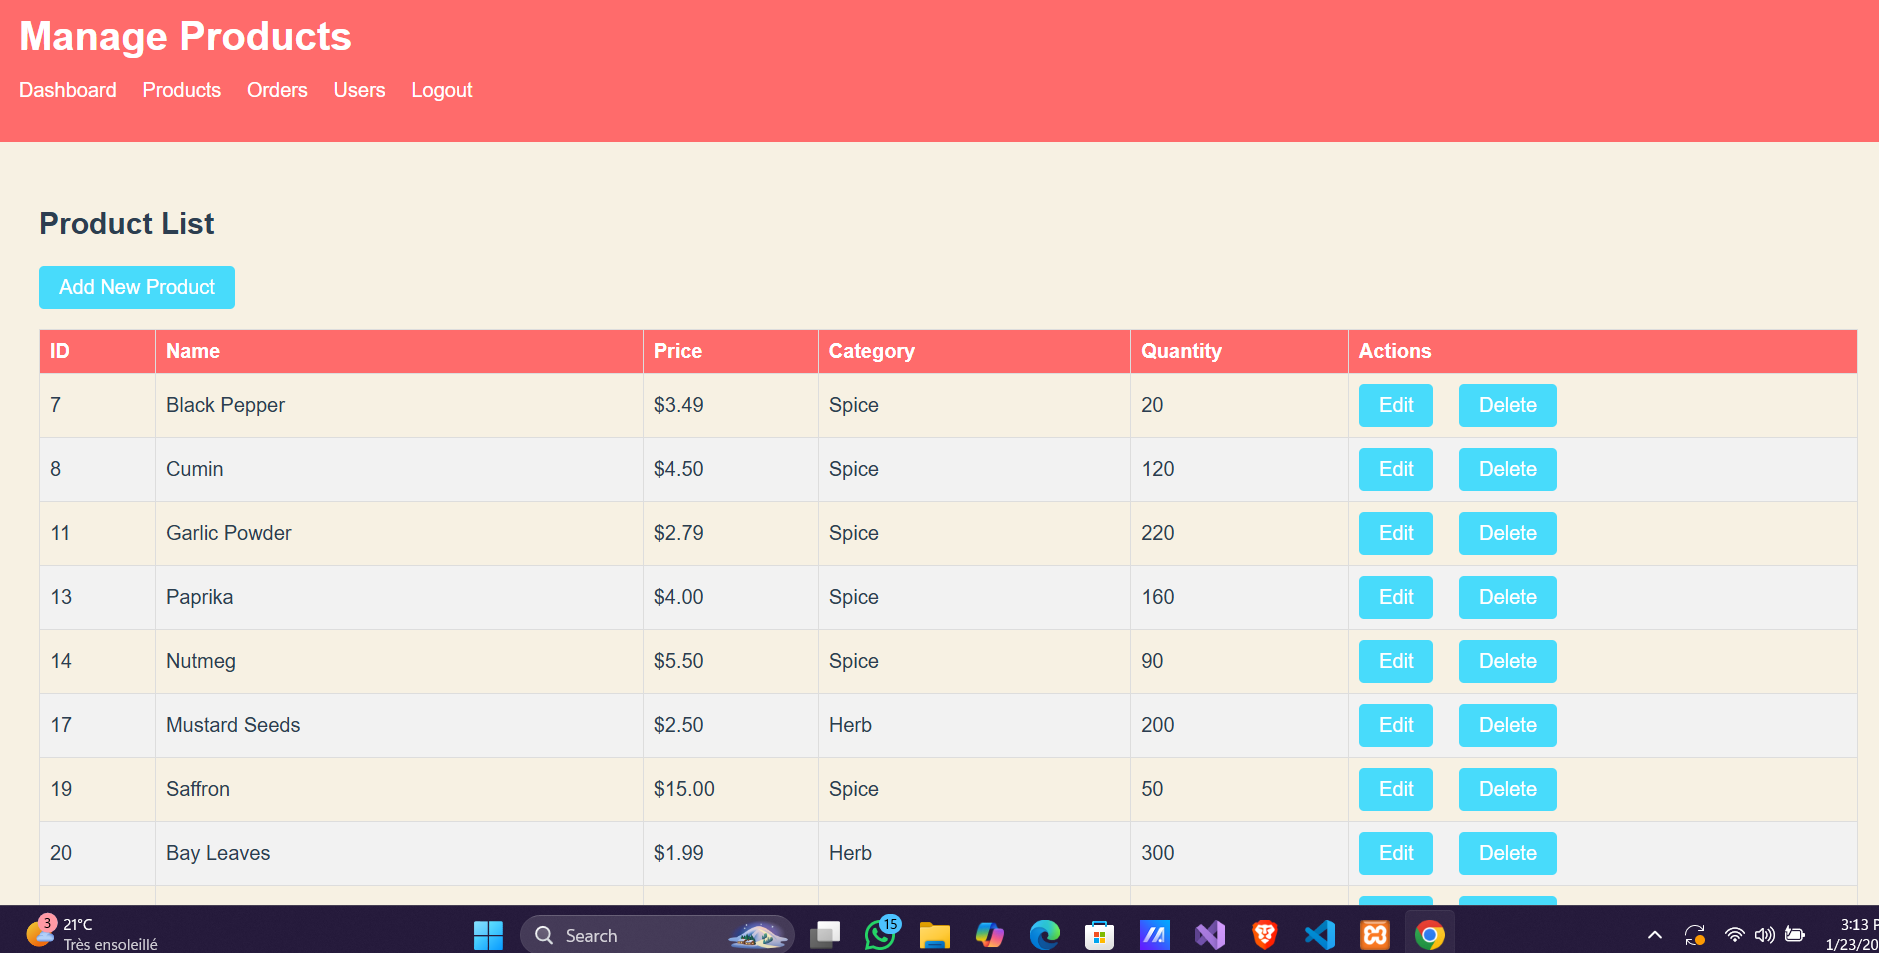 Manage Products
Dashboard Products Orders Users Logout
Product List
Add New Product
ID Name Price Category Quantity Actions
7 Black Pepper $3.49 Spice 20 Edit Delete
8 Cumin $4.50 Spice 120 Edit Delete
11 Garlic Powder $2.79 Spice 220 Edit Delete
13 Paprika $4.00 Spice 160 Edit Delete
14 Nutmeg $5.50 Spice 90 Edit Delete
17 Mustard Seeds $2.50 Herb 200 Edit Delete
19 Saffron $15.00 Spice 50 Edit Delete
20 Bay Leaves $1.99 Herb 300 Edit Delete
3 21°C
Très ensoleillé
Search
15
3:13 P
1/23/20